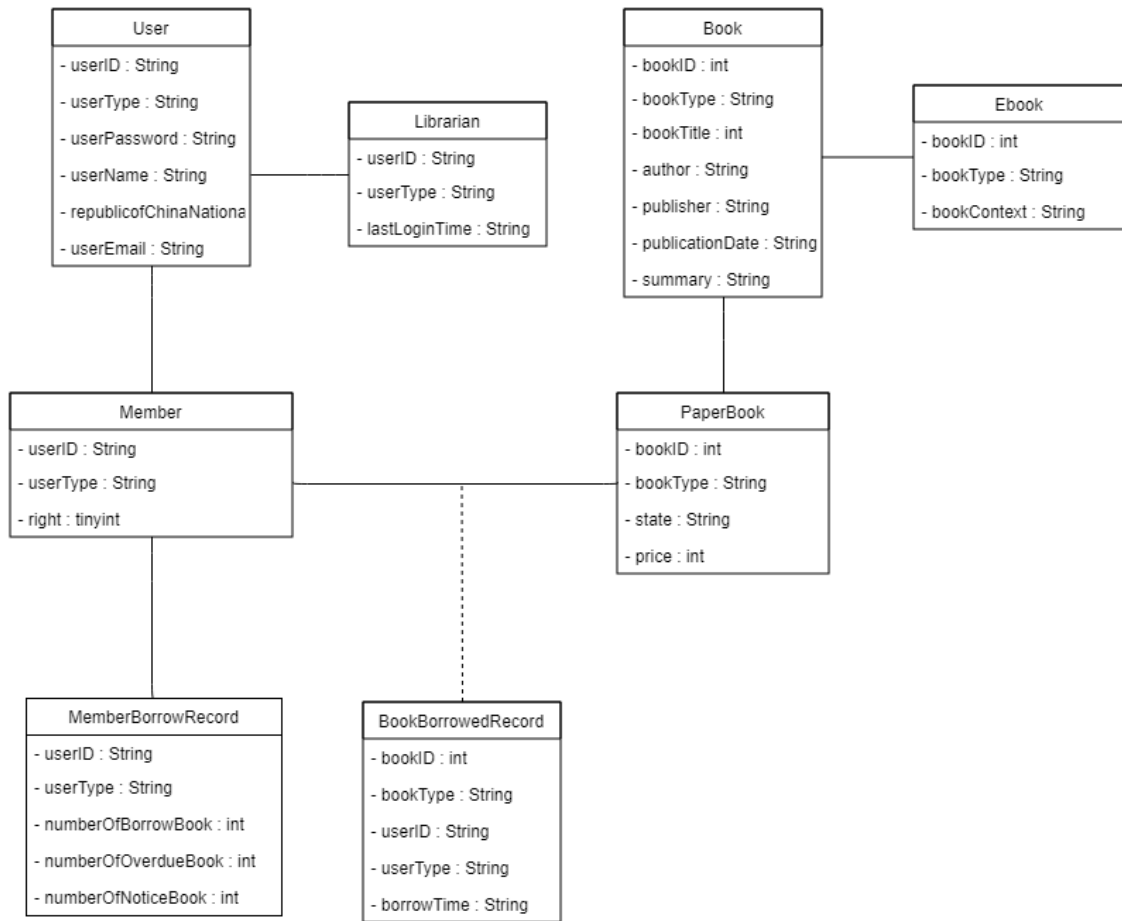 User
- userID : String
- userType : String
- userPassword : String
- userName : String
- republicofChinaNationa
- userEmail : String
Librarian
- userID : String
- userType : String
- lastLoginTime : String
Book
- bookID : int
- bookType : String
- bookTitle : int
- author : String
- publisher : String
- publicationDate : String
- summary : String
Ebook
- bookID : int
- bookType : String
- bookContext : String
Member
- userID : String
- userType : String
- right : tinyint
PaperBook
- bookID : int
- bookType : String
- state : String
- price : int
MemberBorrowRecord
- userID : String
- userType : String
- numberOfBorrowBook : int
- numberOfOverdueBook : int
- numberOfNoticeBook : int
BookBorrowedRecord
- bookID : int
- bookType : String
- userID : String
- userType : String
- borrowTime : String